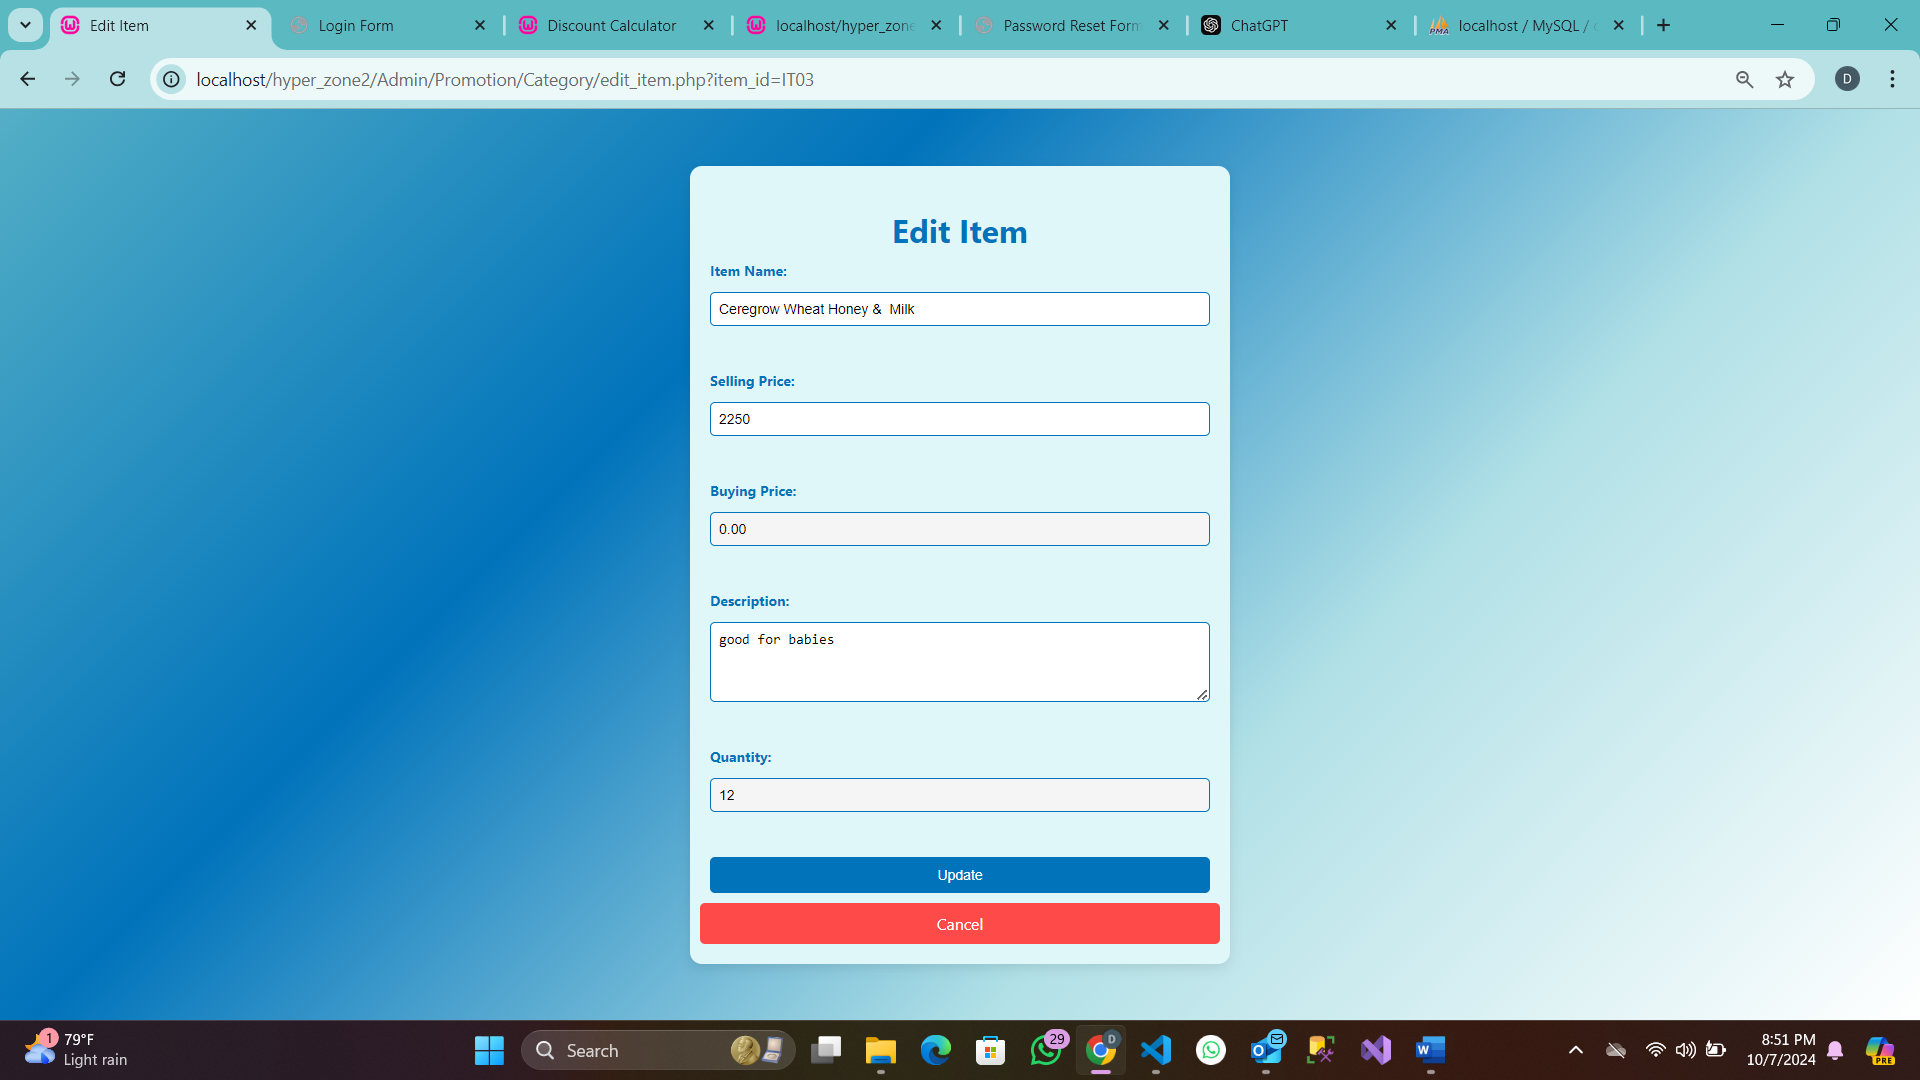 Edit Item
Login Form
Discount Calculator
localhost/hyper_zone
Password Reset Form
ChatGPT
localhost / MySQL /
localhost/hyper_zone2/Admin/Promotion/Category/edit_item.php?item_id=IT03
D
Edit Item
Item Name:
Ceregrow Wheat Honey &  Milk
Selling Price:
2250
Buying Price:
0.00
Description:
good for babies
Quantity:
12
Update
Cancel
1
79°F
Light rain
Search
29
D
8:51 PM
10/7/2024
PRE